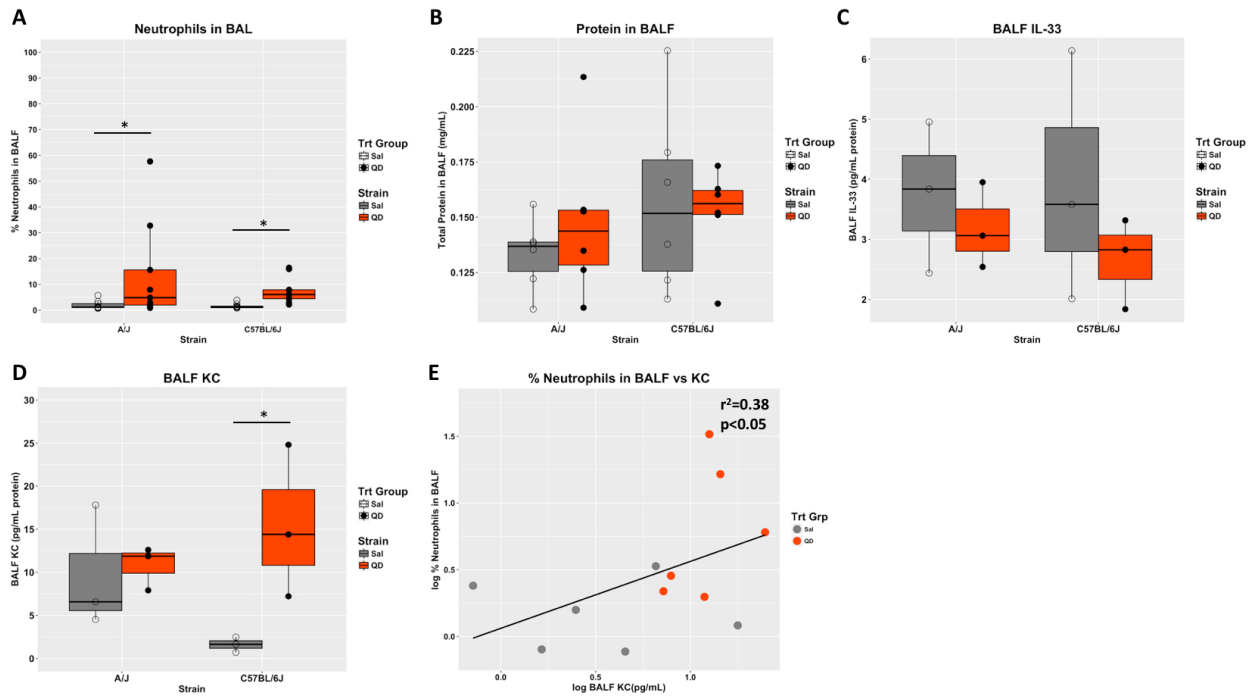 A
Neutrophils in BAL
% Neutrophils in BALF
100
90
80
70
60
50
40
30
20
10
0
*
*
A/J
C57BL/6J
Strain
Trt Group
Sal
QD
Strain
Sal
QD
B
Protein in BALF
Total Protein in BALF (mg/mL)
0.225
0.200
0.175
0.150
0.125
A/J
C57BL/6J
Strain
Trt Group
Sal
QD
Strain
Sal
QD
C
BALF IL-33
BALF IL-33 (pg/mL protein)
6
5
4
3
2
A/J
C57BL/6J
Strain
Trt Group
Sal
QD
Strain
Sal
QD
D
BALF KC
BALF KC (pg/mL protein)
30
25
20
15
10
5
0
*
A/J
C57BL/6J
Strain
Trt Group
Sal
QD
Strain
Sal
QD
E
% Neutrophils in BALF vs KC
r²=0.38
p<0.05
log % Neutrophils in BALF
1.5
1.0
0.5
0.0
0.0
0.5
1.0
log BALF KC(pg/mL)
Trt Grp
Sal
QD